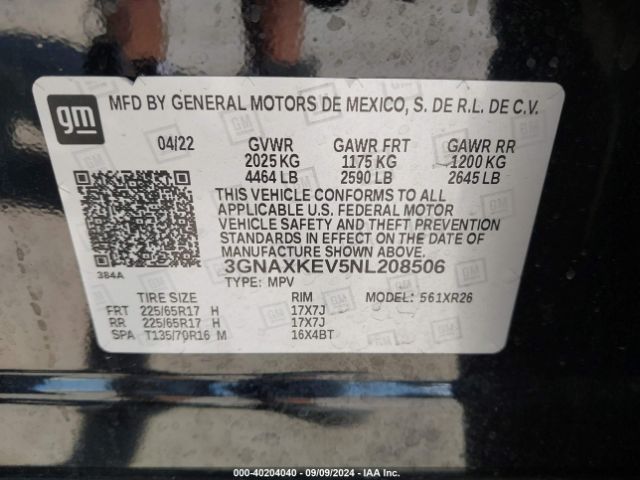 gm MFD BY GENERAL MOTORS DE MEXICO, S. DE R.L. DE C.V.
04/22 GVWR GAWR FRT GAWR RR
2025 KG 1175 KG 1200 KG
4464 LB 2590 LB 2645 LB
THIS VEHICLE CONFORMS TO ALL
APPLICABLE U.S. FEDERAL MOTOR
VEHICLE SAFETY AND THEFT PREVENTION
STANDARDS IN EFFECT ON THE DATE OF
MANUFACTURE SHOWN ABOVE.
384A
3GNAXKEV5NL208506
TYPE: MPV
TIRE SIZE RIM MODEL: 561XR26
FRT 225/65R17 H 17X7J
RR 225/65R17 H 17X7J
SPA T135/70R16 M 16X4BT
000-40204040 - 09/09/2024 - IAA Inc.